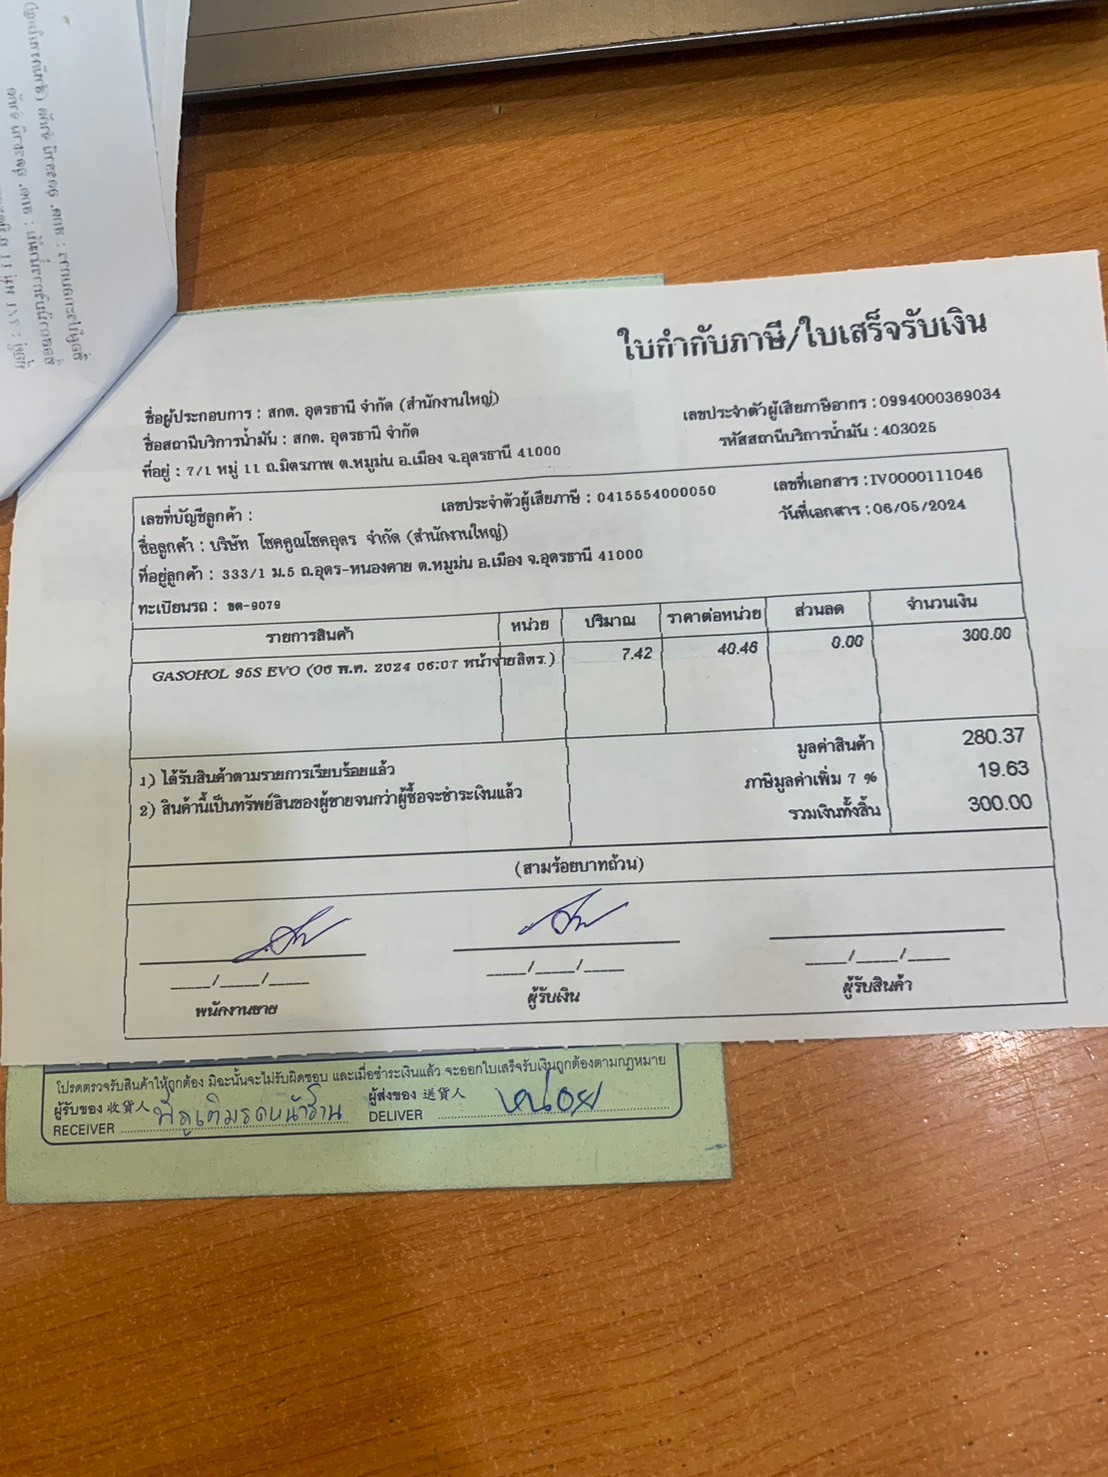 ใบกำกับภาษี/ใบเสร็จรับเงิน
ชื่อผู้ประกอบการ : สกต. อุดรธานี จำกัด (สำนักงานใหญ่)
เลขประจำตัวผู้เสียภาษีอากร : 0994000369034
ชื่อสถานีบริการน้ำมัน : สกต. อุดรธานี จำกัด
รหัสสถานีบริการน้ำมัน : 403025
ที่อยู่ : 7/1 หมู่ 11 ถ.มิตรภาพ ต.หมูม่น อ.เมือง จ.อุดรธานี 41000
เลขที่บัญชีลูกค้า : เลขประจำตัวผู้เสียภาษี : 0415554000050 เลขที่เอกสาร : IV0000111046
ชื่อลูกค้า : บริษัท โชคคูณโชคอุดร จำกัด (สำนักงานใหญ่) วันที่เอกสาร : 06/05/2024
ที่อยู่ลูกค้า : 333/1 ม.5 ถ.อุดร-หนองคาย ต.หมูม่น อ.เมือง จ.อุดรธานี 41000
ทะเบียนรถ : ขต-9079
รายการสินค้า หน่วย ปริมาณ ราคาต่อหน่วย ส่วนลด จำนวนเงิน
GASOHOL 95S EVO (06 พ.ค. 2024 06:07 หน้าจ่ายลิตร.) 7.42 40.46 0.00 300.00
มูลค่าสินค้า 280.37
1) ได้รับสินค้าตามรายการเรียบร้อยแล้ว
ภาษีมูลค่าเพิ่ม 7 % 19.63
2) สินค้านี้เป็นทรัพย์สินของผู้ขายจนกว่าผู้ซื้อจะชำระเงินแล้ว
รวมเงินทั้งสิ้น 300.00
(สามร้อยบาทถ้วน)
____/____/____ ____/____/____ ____/____/____
พนักงานขาย ผู้รับเงิน ผู้รับสินค้า
โปรดตรวจรับสินค้าให้ถูกต้อง มิฉะนั้นจะไม่รับผิดชอบ และเมื่อชำระเงินแล้ว จะออกใบเสร็จรับเงินถูกต้องตามกฎหมาย
ผู้รับของ 收貨人 ผู้ส่งของ 送貨人
RECEIVER DELIVER หน่อย